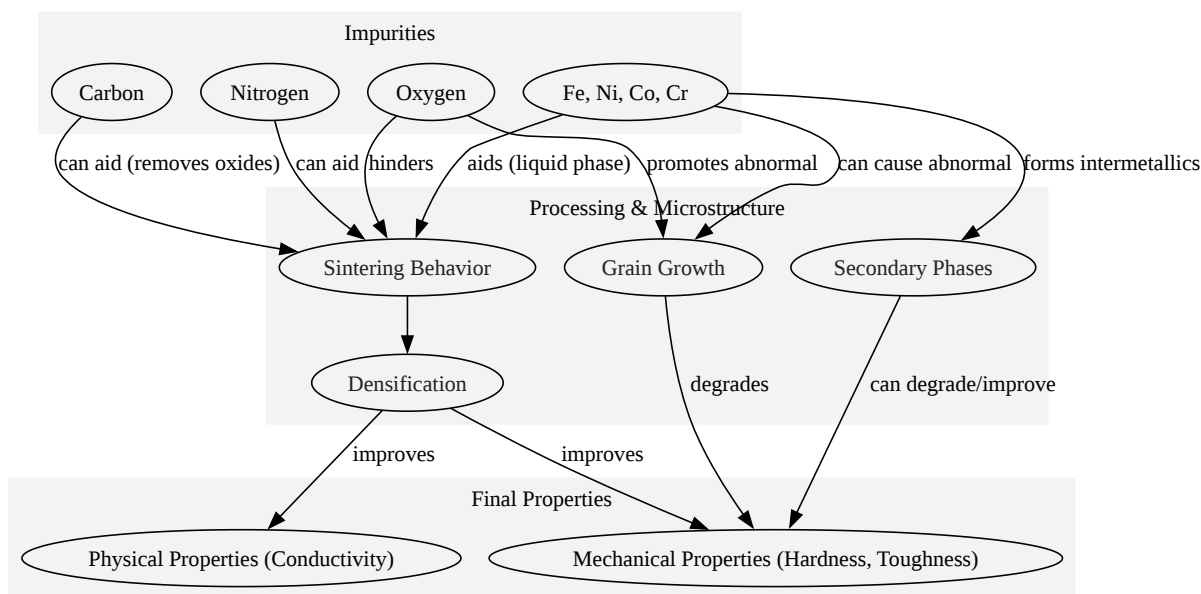 Impurities
Carbon
Nitrogen
Oxygen
Fe, Ni, Co, Cr
can aid (removes oxides)
can aid
hinders
aids (liquid phase)
promotes abnormal
can cause abnormal
forms intermetallics
Processing & Microstructure
Sintering Behavior
Grain Growth
Secondary Phases
Densification
degrades
can degrade/improve
improves
improves
Final Properties
Physical Properties (Conductivity)
Mechanical Properties (Hardness, Toughness)